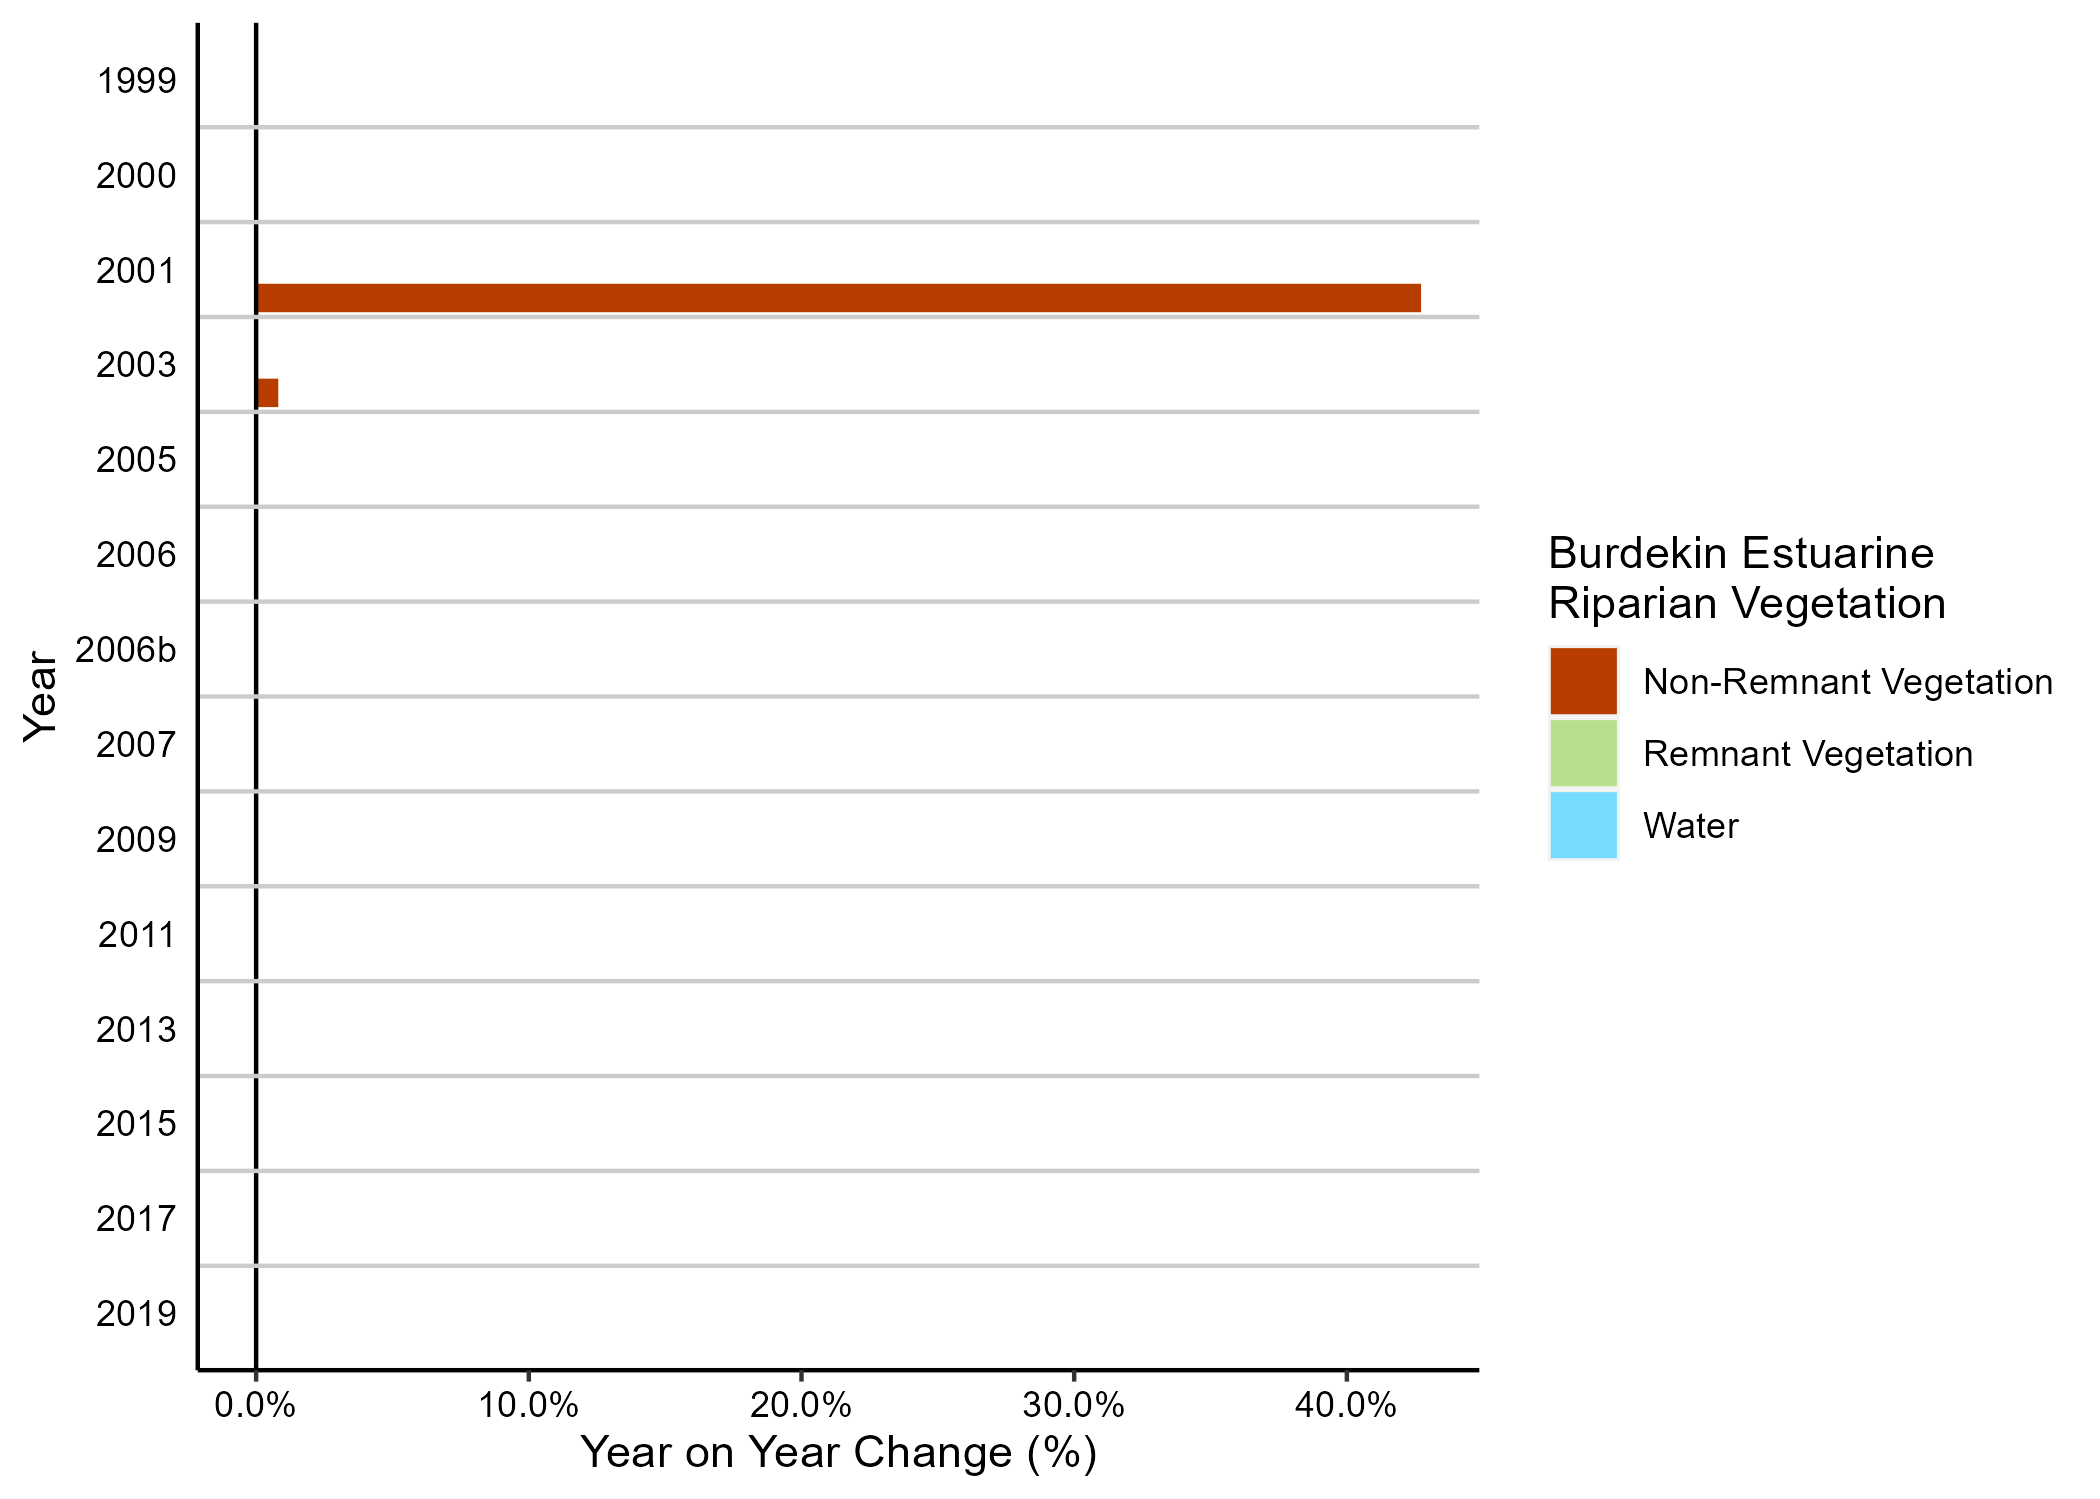 1999
2000
2001
2003
2005
2006
2006b
2007
2009
2011
2013
2015
2017
2019
Year
0.0%
10.0%
20.0%
30.0%
40.0%
Year on Year Change (%)
Burdekin Estuarine
Riparian Vegetation
Non-Remnant Vegetation
Remnant Vegetation
Water